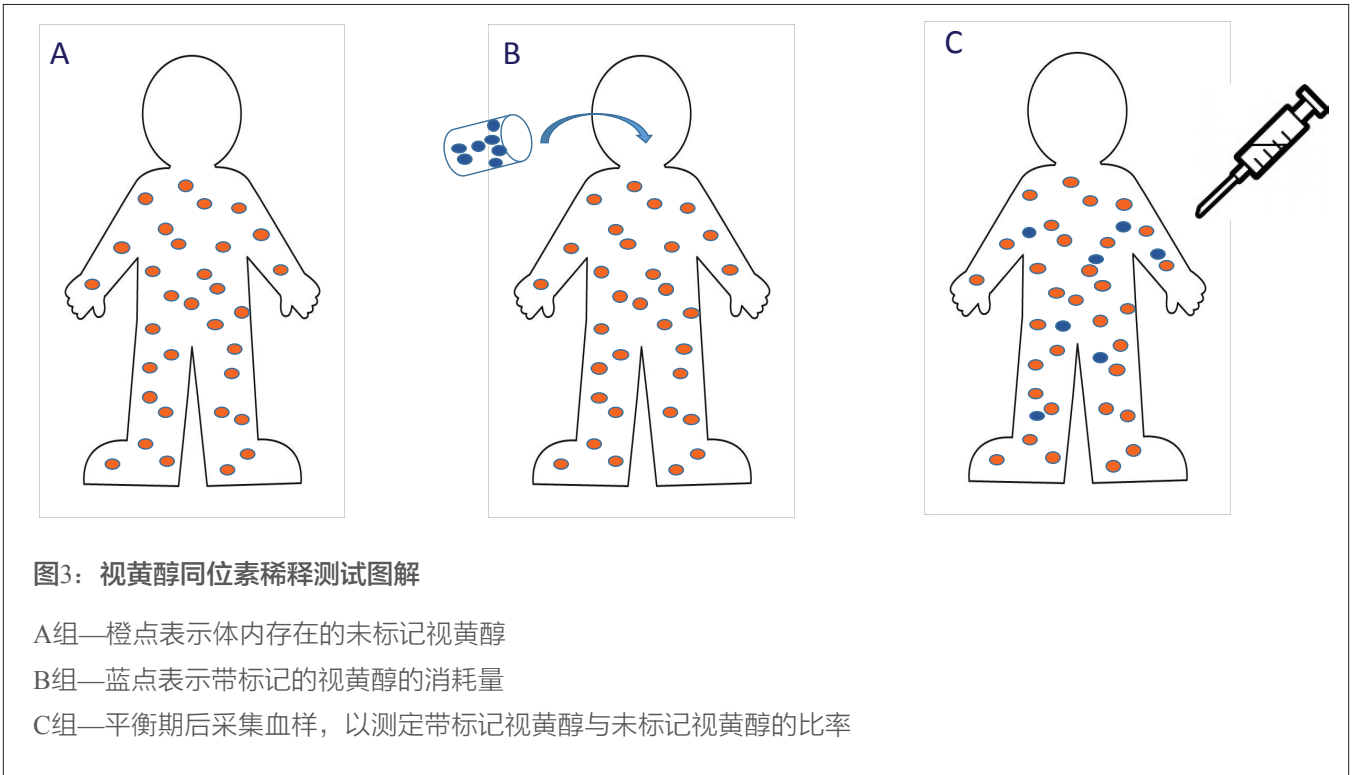 A
B
C
图3：视黄醇同位素稀释测试图解
A组—橙点表示体内存在的未标记视黄醇
B组—蓝点表示带标记的视黄醇的消耗量
C组—平衡期后采集血样，以测定带标记视黄醇与未标记视黄醇的比率